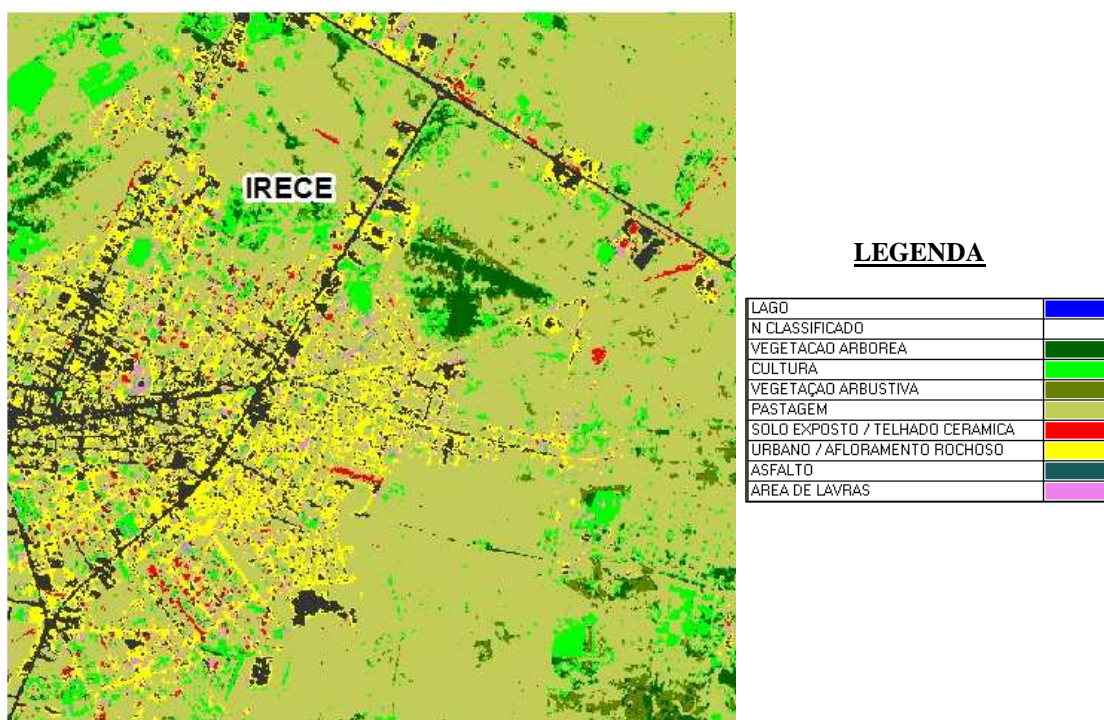 IRECE
LEGENDA
LAGO
N CLASSIFICADO
VEGETACAO ARBOREA
CULTURA
VEGETAÇAO ARBUSTIVA
PASTAGEM
SOLO EXPOSTO / TELHADO CERAMICA
URBANO / AFLORAMENTO ROCHOSO
ASFALTO
AREA DE LAVRAS